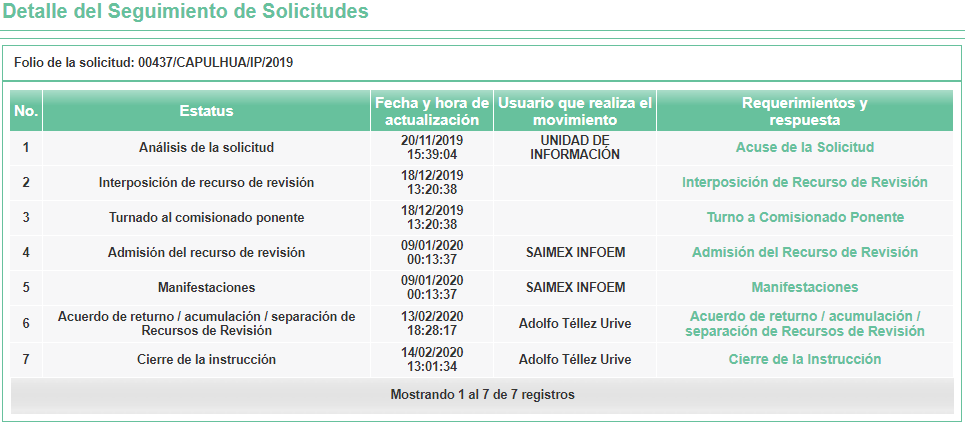 Detalle del Seguimiento de Solicitudes
Folio de la solicitud: 00437/CAPULHUA/IP/2019
No. Estatus Fecha y hora de actualización Usuario que realiza el movimiento Requerimientos y respuesta
1 Análisis de la solicitud 20/11/2019 15:39:04 UNIDAD DE INFORMACIÓN Acuse de la Solicitud
2 Interposición de recurso de revisión 18/12/2019 13:20:38 Interposición de Recurso de Revisión
3 Turnado al comisionado ponente 18/12/2019 13:20:38 Turno a Comisionado Ponente
4 Admisión del recurso de revisión 09/01/2020 00:13:37 SAIMEX INFOEM Admisión del Recurso de Revisión
5 Manifestaciones 09/01/2020 00:13:37 SAIMEX INFOEM Manifestaciones
6 Acuerdo de returno / acumulación / separación de Recursos de Revisión 13/02/2020 18:28:17 Adolfo Téllez Urive Acuerdo de returno / acumulación / separación de Recursos de Revisión
7 Cierre de la instrucción 14/02/2020 13:01:34 Adolfo Téllez Urive Cierre de la Instrucción
Mostrando 1 al 7 de 7 registros